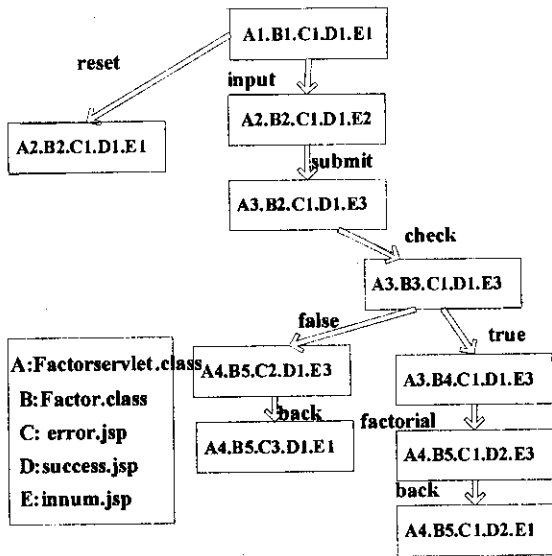 A1.B1.C1.D1.E1
reset
input
A2.B2.C1.D1.E1
A2.B2.C1.D1.E2
submit
A3.B2.C1.D1.E3
check
A3.B3.C1.D1.E3
false
true
A4.B5.C2.D1.E3
A3.B4.C1.D1.E3
back
factorial
A4.B5.C3.D1.E1
A4.B5.C1.D2.E3
back
A4.B5.C1.D2.E1
A:Factorservlet.class
B:Factor.class
C: error.jsp
D:success.jsp
E:innum.jsp